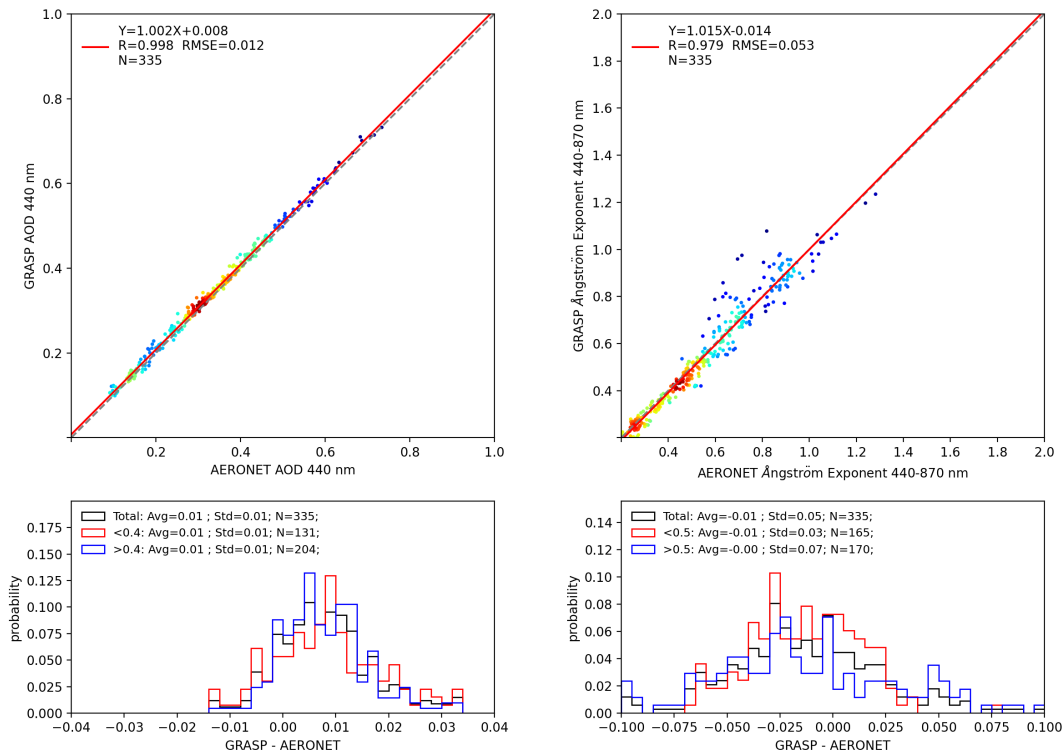 Y=1.002X+0.008
R=0.998 RMSE=0.012
N=335
1.0
0.8
0.6
0.4
0.2
GRASP AOD 440 nm
0.2 0.4 0.6 0.8 1.0
AERONET AOD 440 nm
Y=1.015X-0.014
R=0.979 RMSE=0.053
N=335
2.0
1.8
1.6
1.4
1.2
1.0
0.8
0.6
0.4
GRASP Ångström Exponent 440-870 nm
0.4 0.6 0.8 1.0 1.2 1.4 1.6 1.8 2.0
AERONET Ångström Exponent 440-870 nm
Total: Avg=0.01 ; Std=0.01; N=335;
<0.4: Avg=0.01 ; Std=0.01; N=131;
>0.4: Avg=0.01 ; Std=0.01; N=204;
0.175
0.150
0.125
0.100
0.075
0.050
0.025
0.000
probability
−0.04 −0.03 −0.02 −0.01 0.00 0.01 0.02 0.03 0.04
GRASP - AERONET
Total: Avg=-0.01 ; Std=0.05; N=335;
<0.5: Avg=-0.01 ; Std=0.03; N=165;
>0.5: Avg=-0.00 ; Std=0.07; N=170;
0.14
0.12
0.10
0.08
0.06
0.04
0.02
0.00
probability
−0.100 −0.075 −0.050 −0.025 0.000 0.025 0.050 0.075 0.100
GRASP - AERONET